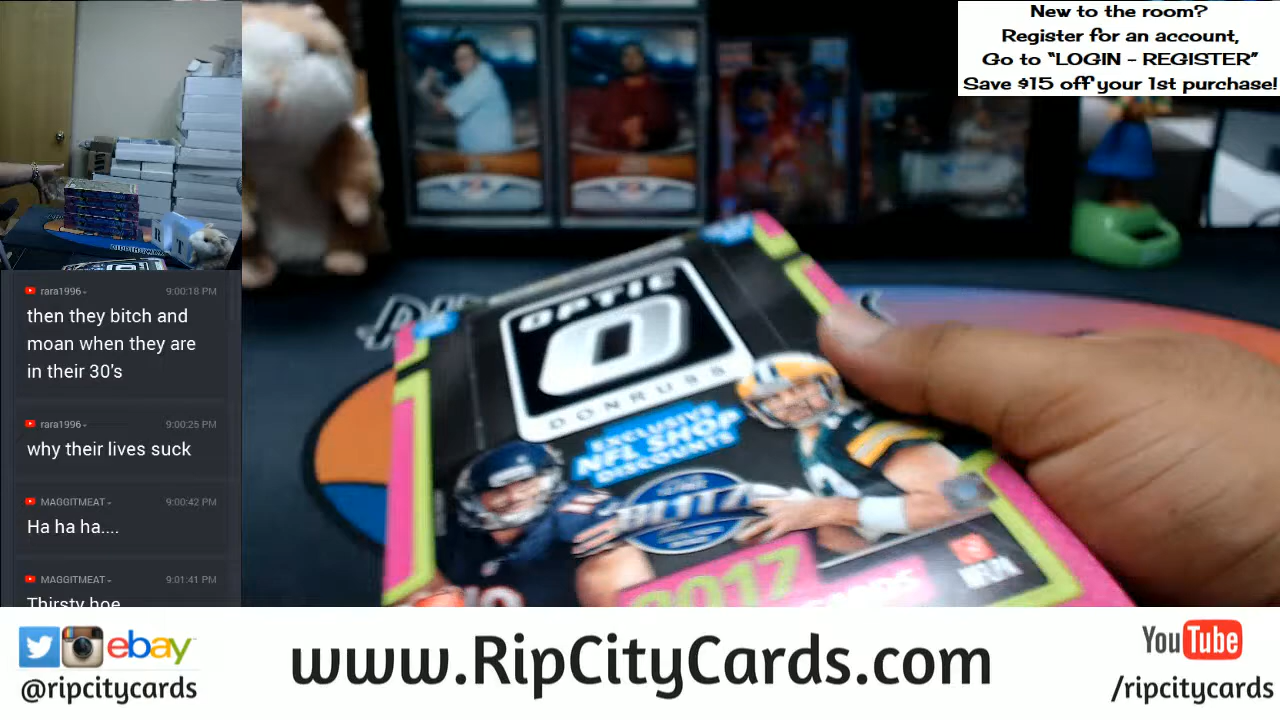 New to the room?
Register for an account,
Go to “LOGIN - REGISTER”
Save $15 off your 1st purchase!
rara1996
9:00:18 PM
then they bitch and
moan when they are
in their 30's
rara1996
9:00:25 PM
why their lives suck
MAGGITMEAT
9:00:42 PM
Ha ha ha....
MAGGITMEAT
9:01:41 PM
Thirsty hoe
OPTIC
DONRUSS
EXCLUSIVE
NFL SHOP
DISCOUNTS
BLITZ
2017
CARDS
ebay
@ripcitycards
www.RipCityCards.com
YouTube
/ripcitycards